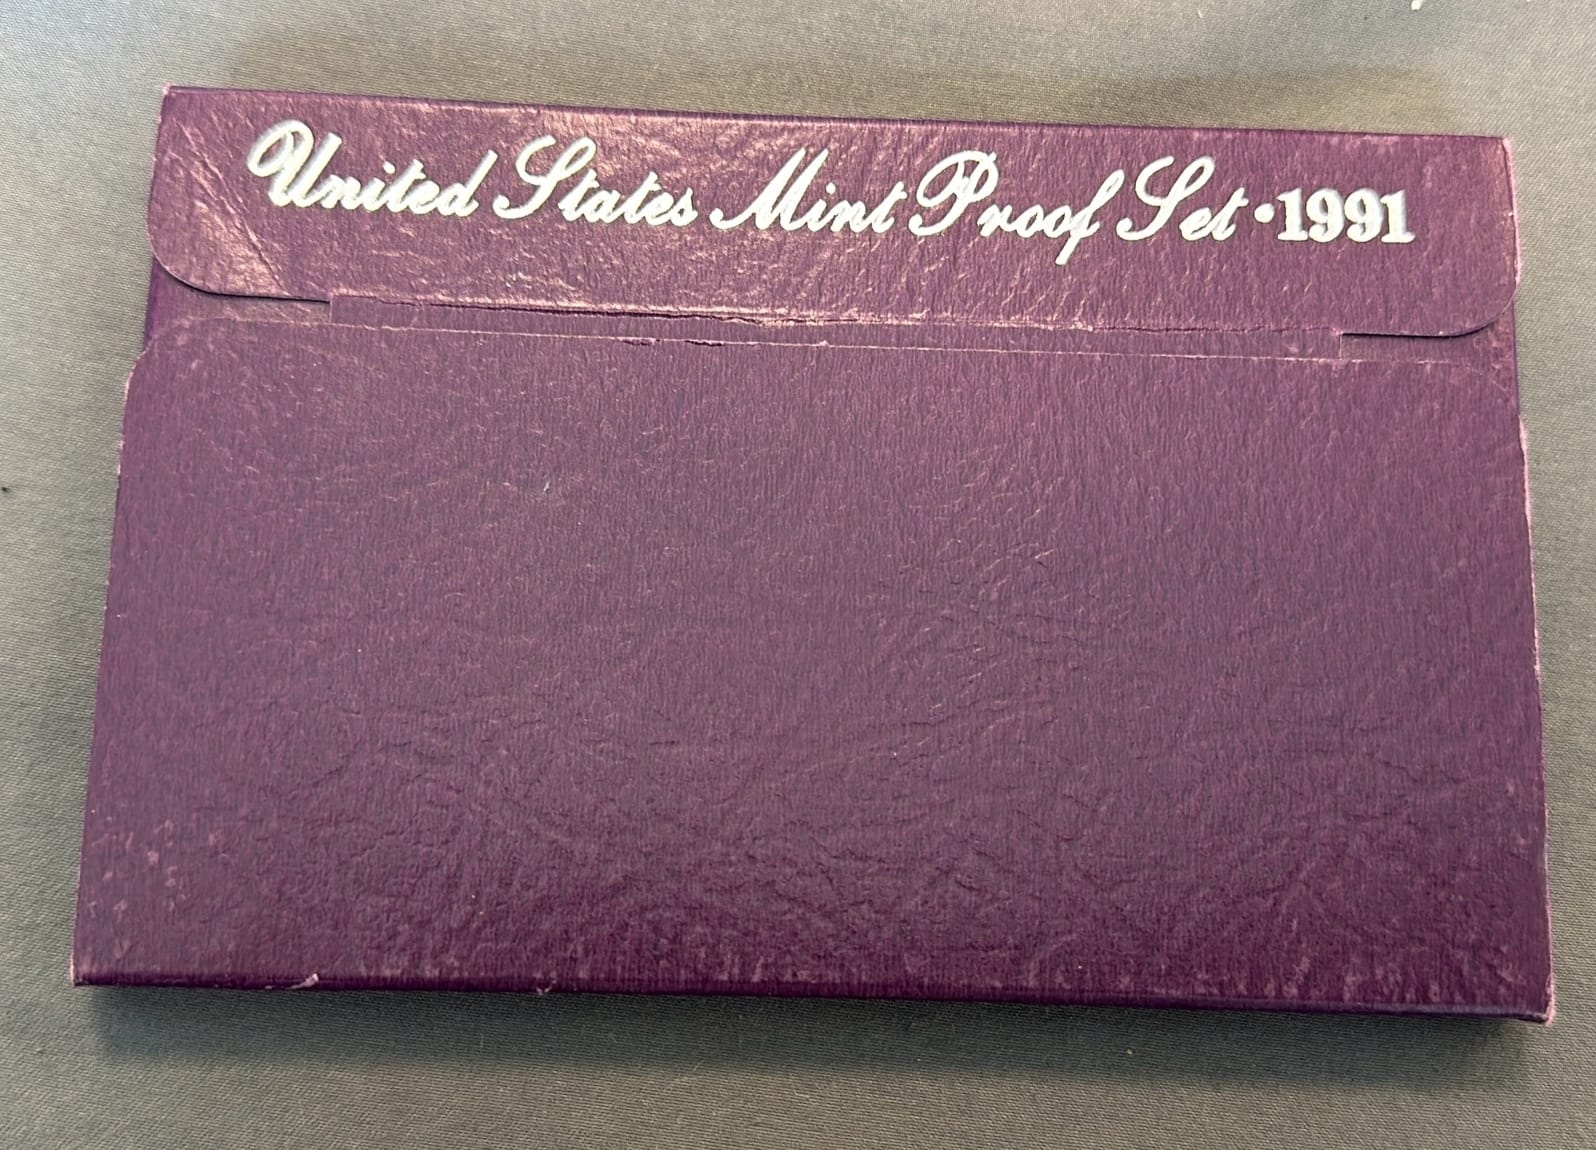 United States Mint Proof Set • 1991